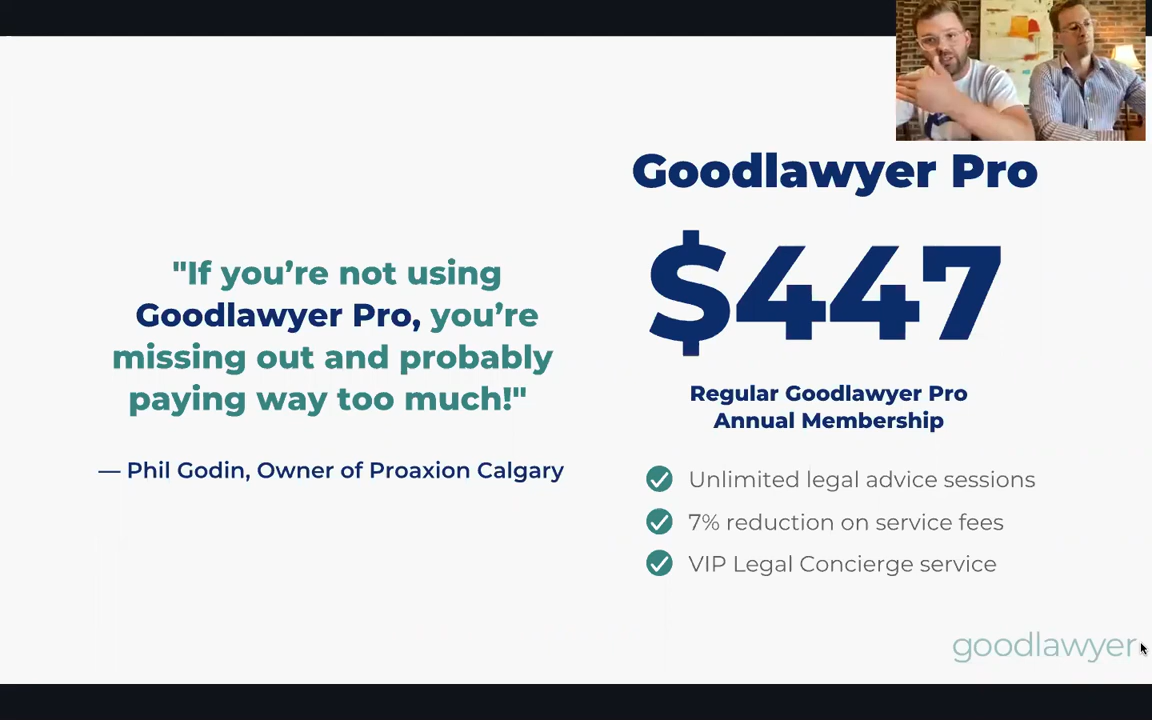 "If you’re not using
Goodlawyer Pro, you’re
missing out and probably
paying way too much!"
— Phil Godin, Owner of Proaxion Calgary
Goodlawyer Pro
$447
Regular Goodlawyer Pro
Annual Membership
Unlimited legal advice sessions
7% reduction on service fees
VIP Legal Concierge service
goodlawyer